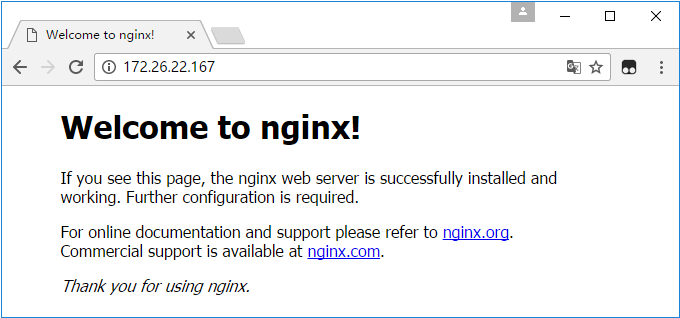 Welcome to nginx!
172.26.22.167
Welcome to nginx!
If you see this page, the nginx web server is successfully installed and
working. Further configuration is required.
For online documentation and support please refer to nginx.org.
Commercial support is available at nginx.com.
Thank you for using nginx.